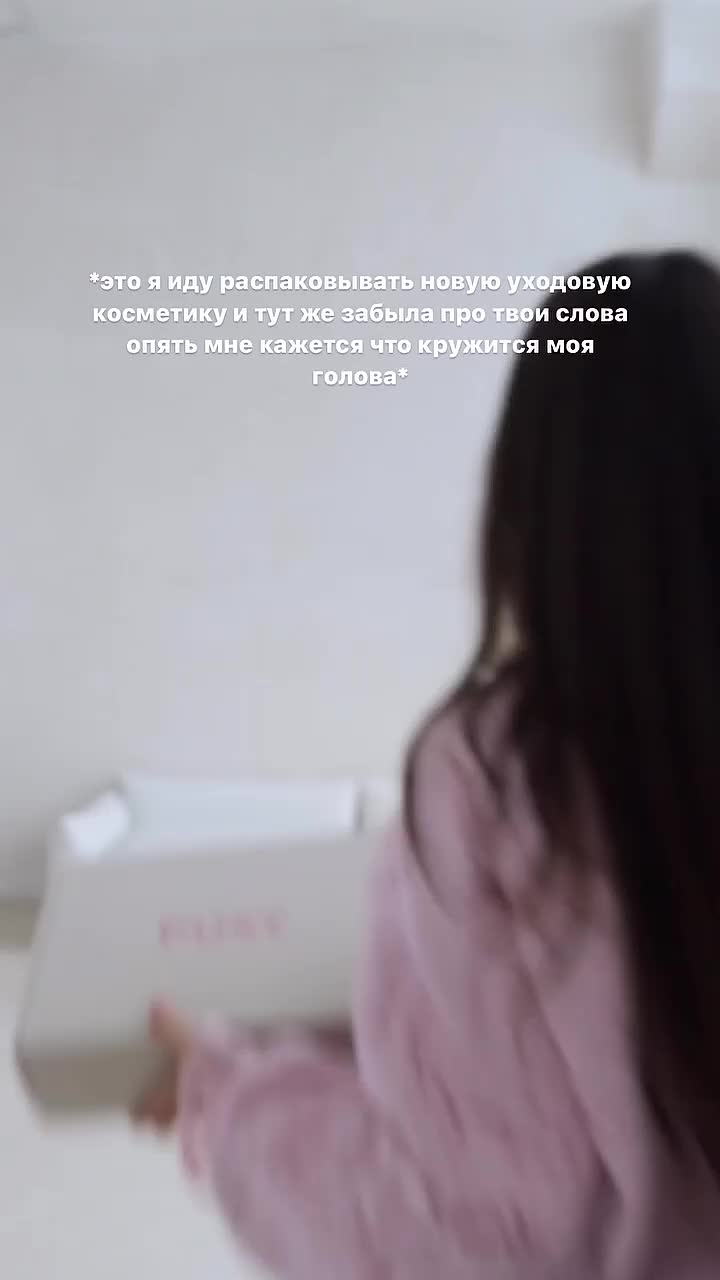 *это я иду распаковывать новую уходовую
косметику и тут же забыла про твои слова
опять мне кажется что кружится моя
голова*